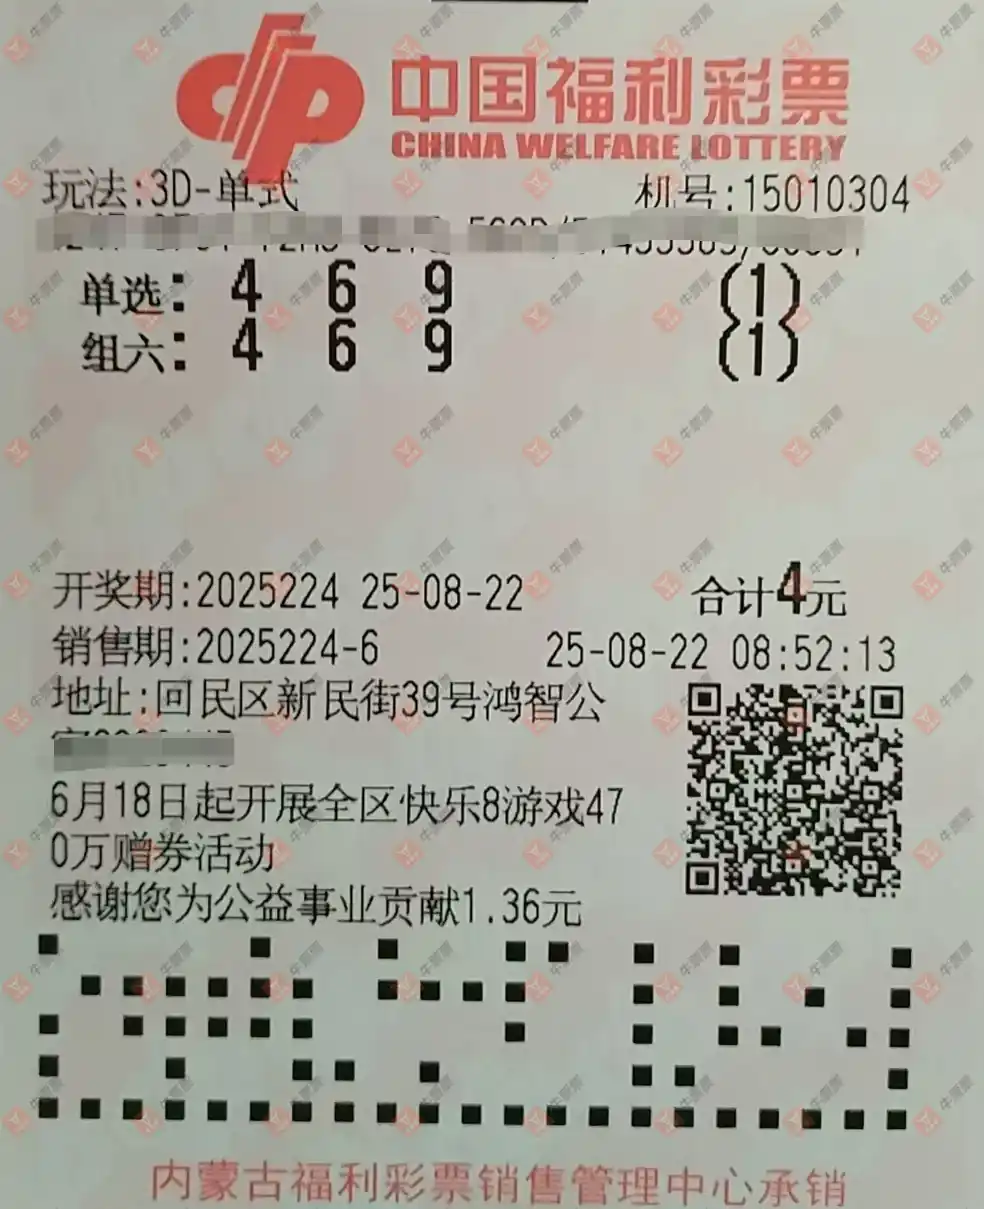 中国福利彩票
CHINA WELFARE LOTTERY
玩法:3D-单式 机号:15010304
单选: 4 6 9 (1)
组六: 4 6 9 (1)
开奖期:2025224 25-08-22 合计4元
销售期:2025224-6 25-08-22 08:52:13
地址:回民区新民街39号鸿智公
6月18日起开展全区快乐8游戏47
0万赠券活动
感谢您为公益事业贡献1.36元
内蒙古福利彩票销售管理中心承销